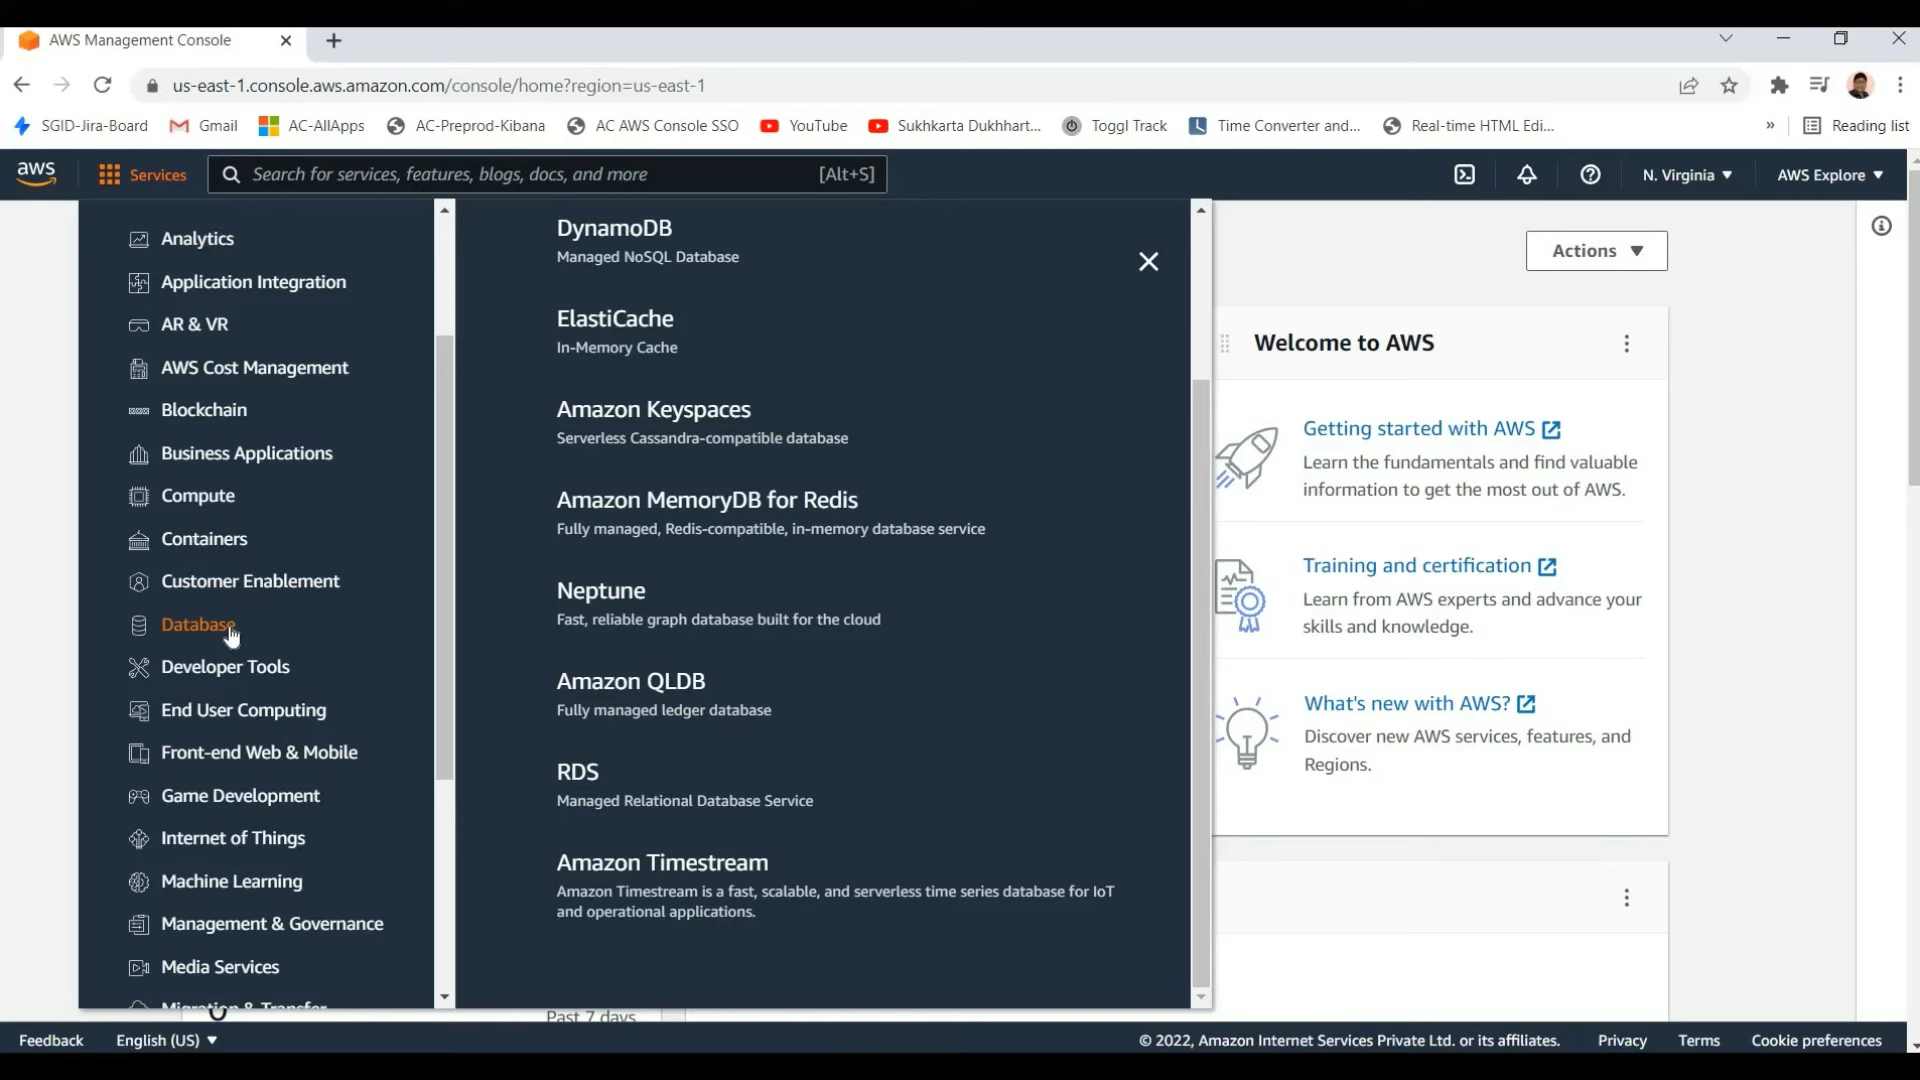 AWS Management Console
us-east-1.console.aws.amazon.com/console/home?region=us-east-1
SGID-Jira-Board
Gmail
AC-AllApps
AC-Preprod-Kibana
AC AWS Console SSO
YouTube
Sukhkarta Dukhhart...
Toggl Track
Time Converter and...
Real-time HTML Edi...
»
Reading list
aws
Services
Search for services, features, blogs, docs, and more
[Alt+S]
N. Virginia
AWS Explore
Analytics
Application Integration
AR & VR
AWS Cost Management
Blockchain
Business Applications
Compute
Containers
Customer Enablement
Database
Developer Tools
End User Computing
Front-end Web & Mobile
Game Development
Internet of Things
Machine Learning
Management & Governance
Media Services
Migration & Transfer
DynamoDB
Managed NoSQL Database
ElastiCache
In-Memory Cache
Amazon Keyspaces
Serverless Cassandra-compatible database
Amazon MemoryDB for Redis
Fully managed, Redis-compatible, in-memory database service
Neptune
Fast, reliable graph database built for the cloud
Amazon QLDB
Fully managed ledger database
RDS
Managed Relational Database Service
Amazon Timestream
Amazon Timestream is a fast, scalable, and serverless time series database for IoT
and operational applications.
Actions
Welcome to AWS
Getting started with AWS
Learn the fundamentals and find valuable
information to get the most out of AWS.
Training and certification
Learn from AWS experts and advance your
skills and knowledge.
What's new with AWS?
Discover new AWS services, features, and
Regions.
Past 7 days
Feedback
English (US)
© 2022, Amazon Internet Services Private Ltd. or its affiliates.
Privacy
Terms
Cookie preferences